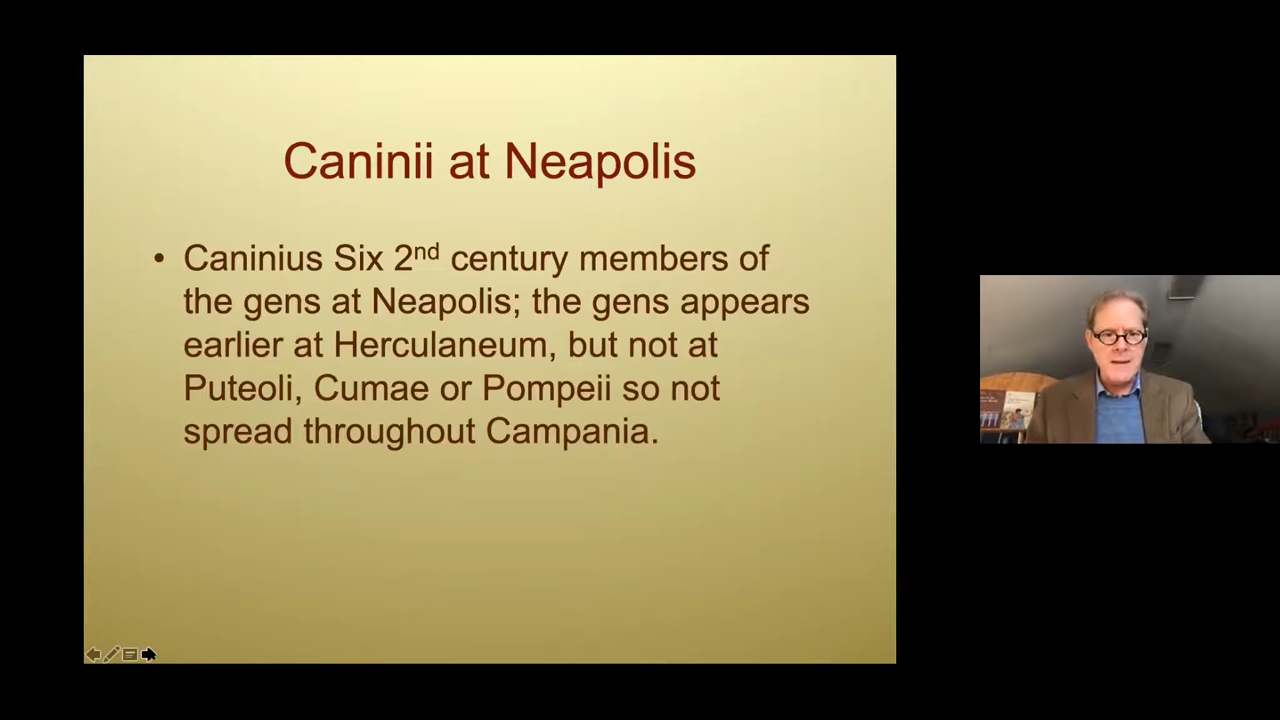 Caninii at Neapolis
• Caninius Six 2nd century members of
the gens at Neapolis; the gens appears
earlier at Herculaneum, but not at
Puteoli, Cumae or Pompeii so not
spread throughout Campania.